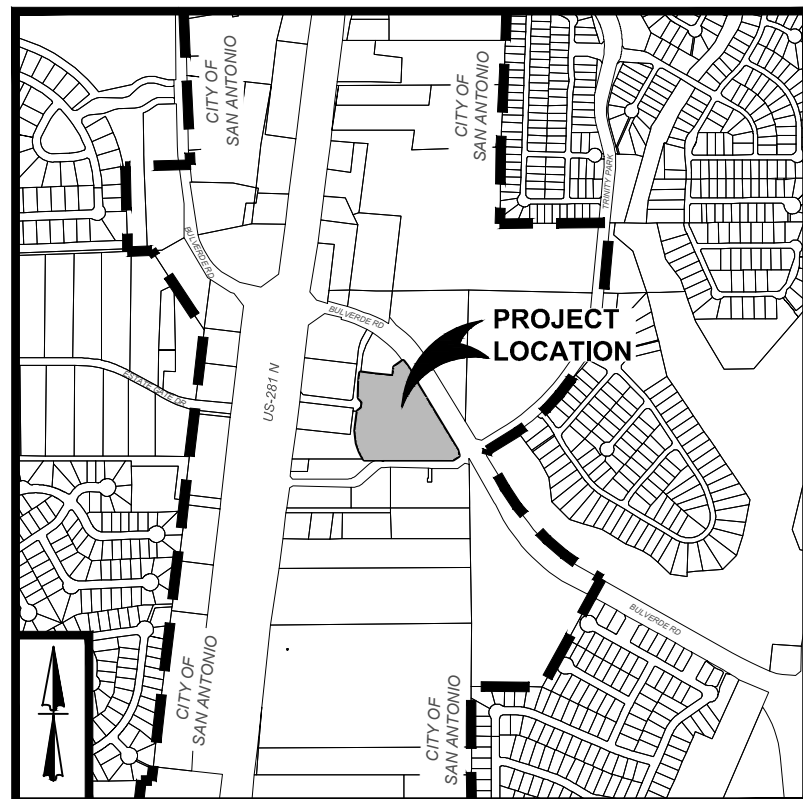 CITY OF
SAN ANTONIO
CITY OF
SAN ANTONIO
TRINITY PARK
BULVERDE RD
BULVERDE RD
PROJECT
LOCATION
US-281 N
BULVERDE RD
CITY OF
SAN ANTONIO
CITY OF
SAN ANTONIO